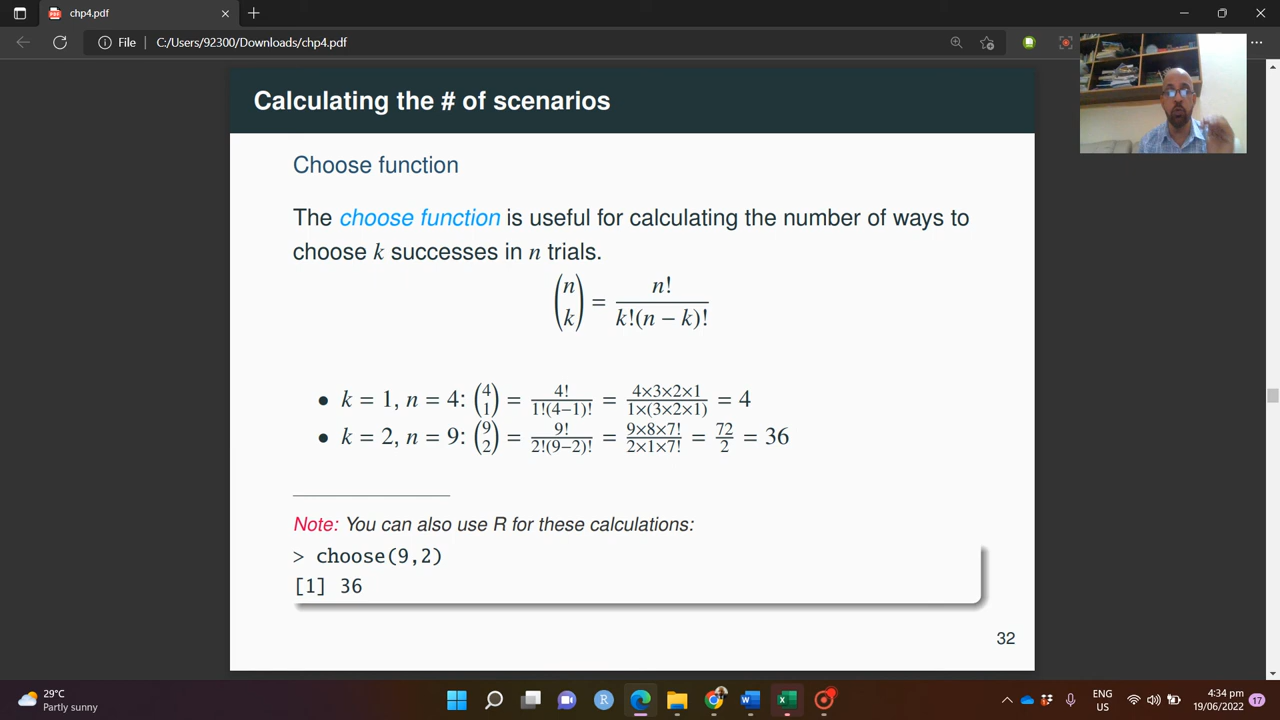 chp4.pdf
File | C:/Users/92300/Downloads/chp4.pdf
Calculating the # of scenarios
Choose function
The choose function is useful for calculating the number of ways to
choose k successes in n trials.
(n k) = n! / k!(n − k)!
• k = 1, n = 4: (4 1) = 4! / 1!(4−1)! = 4×3×2×1 / 1×(3×2×1) = 4
• k = 2, n = 9: (9 2) = 9! / 2!(9−2)! = 9×8×7! / 2×1×7! = 72 / 2 = 36
Note: You can also use R for these calculations:
> choose(9,2)
[1] 36
32
29°C
Partly sunny
ENG
US
4:34 pm
19/06/2022
17